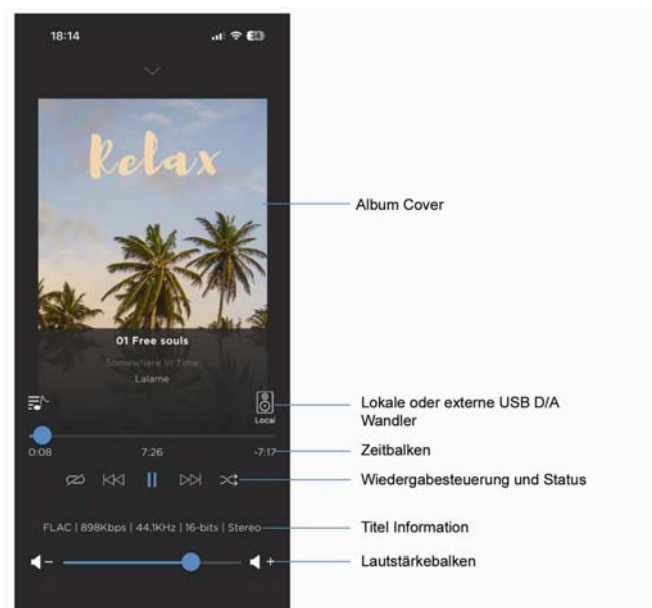 18:14
34
Relax
Album Cover
01 Free souls
Somewhere In Time
Lalame
Local
Lokale oder externe USB D/A
Wandler
0:08 7:26 -7:17
Zeitbalken
Wiedergabesteuerung und Status
FLAC | 898Kbps | 44.1KHz | 16-bits | Stereo
Titel Information
Lautstärkebalken